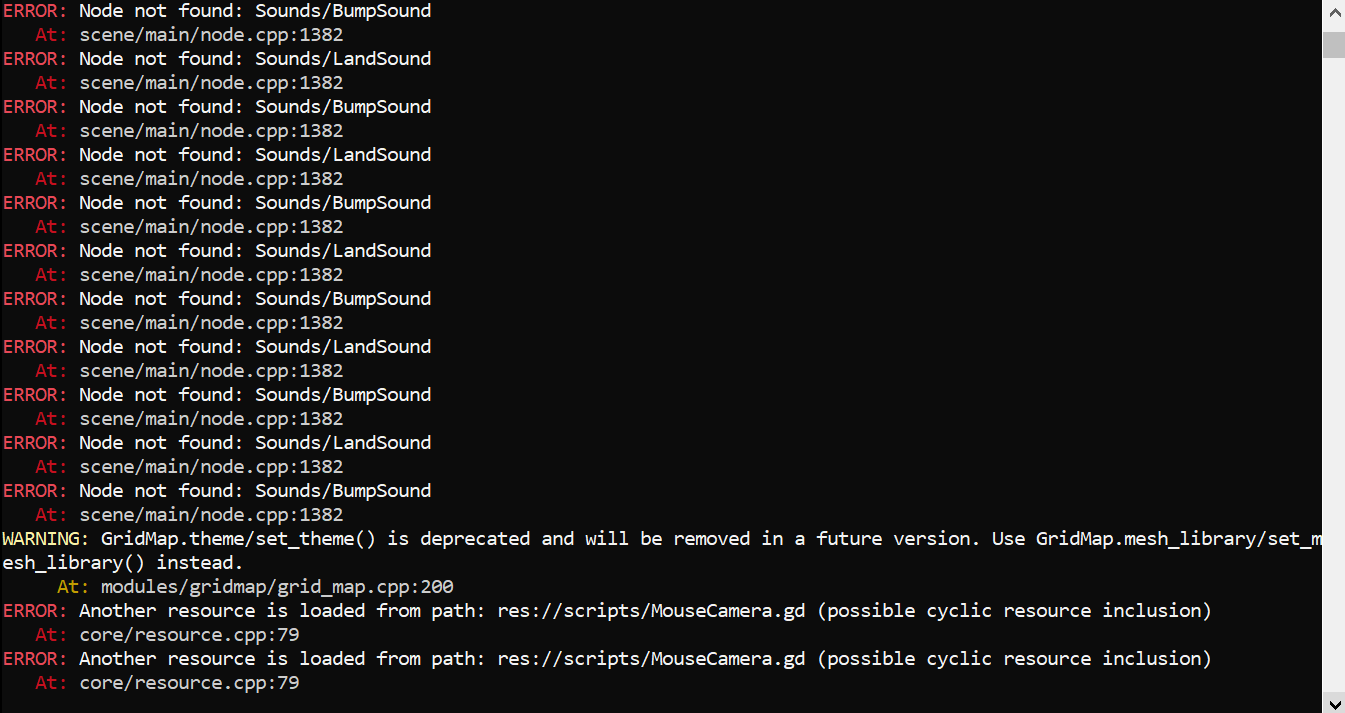 ERROR: Node not found: Sounds/BumpSound
At: scene/main/node.cpp:1382
ERROR: Node not found: Sounds/LandSound
At: scene/main/node.cpp:1382
ERROR: Node not found: Sounds/BumpSound
At: scene/main/node.cpp:1382
ERROR: Node not found: Sounds/LandSound
At: scene/main/node.cpp:1382
ERROR: Node not found: Sounds/BumpSound
At: scene/main/node.cpp:1382
ERROR: Node not found: Sounds/LandSound
At: scene/main/node.cpp:1382
ERROR: Node not found: Sounds/BumpSound
At: scene/main/node.cpp:1382
ERROR: Node not found: Sounds/LandSound
At: scene/main/node.cpp:1382
ERROR: Node not found: Sounds/BumpSound
At: scene/main/node.cpp:1382
ERROR: Node not found: Sounds/LandSound
At: scene/main/node.cpp:1382
ERROR: Node not found: Sounds/BumpSound
At: scene/main/node.cpp:1382
WARNING: GridMap.theme/set_theme() is deprecated and will be removed in a future version. Use GridMap.mesh_library/set_m
esh_library() instead.
At: modules/gridmap/grid_map.cpp:200
ERROR: Another resource is loaded from path: res://scripts/MouseCamera.gd (possible cyclic resource inclusion)
At: core/resource.cpp:79
ERROR: Another resource is loaded from path: res://scripts/MouseCamera.gd (possible cyclic resource inclusion)
At: core/resource.cpp:79